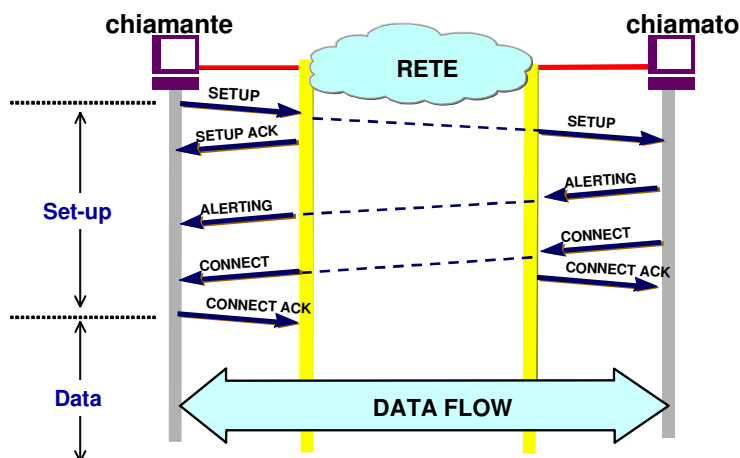 chiamante
chiamato
RETE
SETUP
SETUP
SETUP ACK
ALERTING
Set-up
ALERTING
CONNECT
CONNECT
CONNECT ACK
CONNECT ACK
Data
DATA FLOW